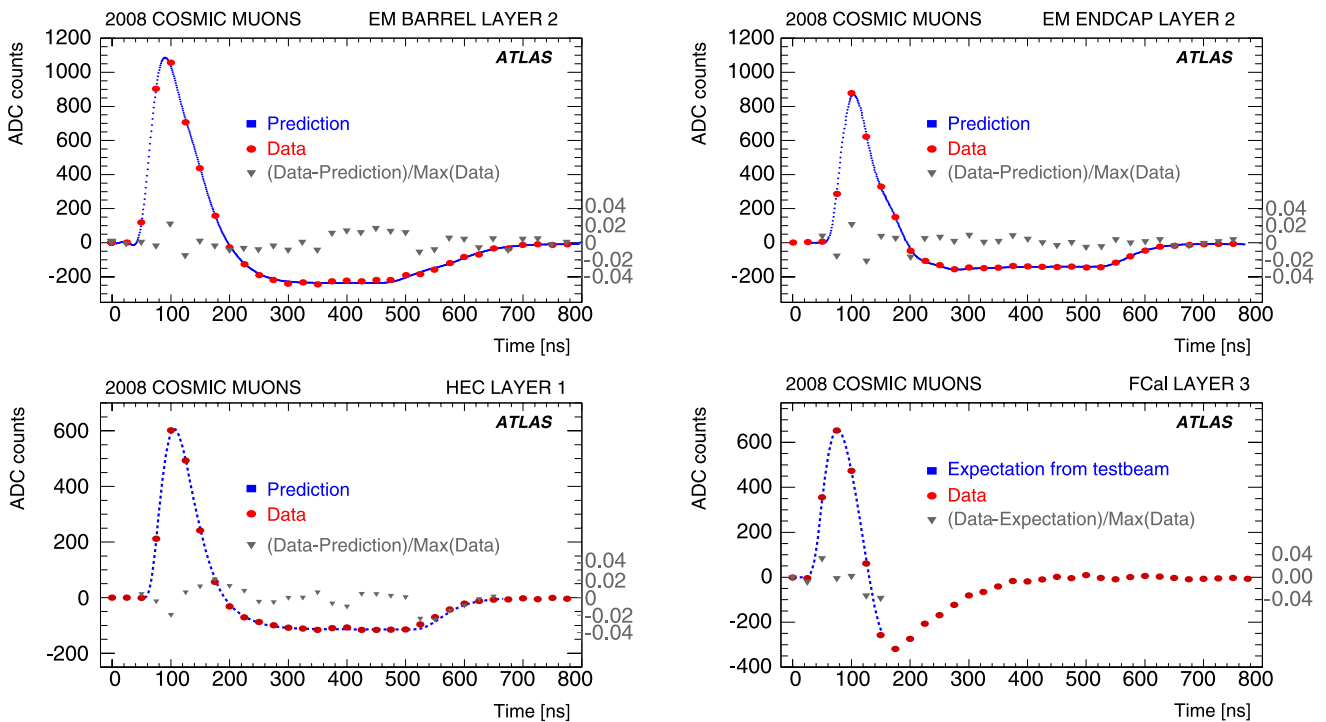 2008 COSMIC MUONS EM BARREL LAYER 2
ADC counts
1200
1000
800
600
400
200
0
-200
ATLAS
Prediction
Data
(Data-Prediction)/Max(Data)
0.04
0.02
0
-0.02
-0.04
0 100 200 300 400 500 600 700 800
Time [ns]
2008 COSMIC MUONS EM ENDCAP LAYER 2
ADC counts
1200
1000
800
600
400
200
0
-200
ATLAS
Prediction
Data
(Data-Prediction)/Max(Data)
0.04
0.02
0
-0.02
-0.04
0 100 200 300 400 500 600 700 800
Time [ns]
2008 COSMIC MUONS HEC LAYER 1
ADC counts
600
400
200
0
-200
ATLAS
Prediction
Data
(Data-Prediction)/Max(Data)
0.04
0.02
0
-0.02
-0.04
0 100 200 300 400 500 600 700 800
Time [ns]
2008 COSMIC MUONS FCal LAYER 3
ADC counts
600
400
200
0
-200
-400
ATLAS
Expectation from testbeam
Data
(Data-Expectation)/Max(Data)
0.04
0.00
-0.04
0 100 200 300 400 500 600 700 800
Time [ns]